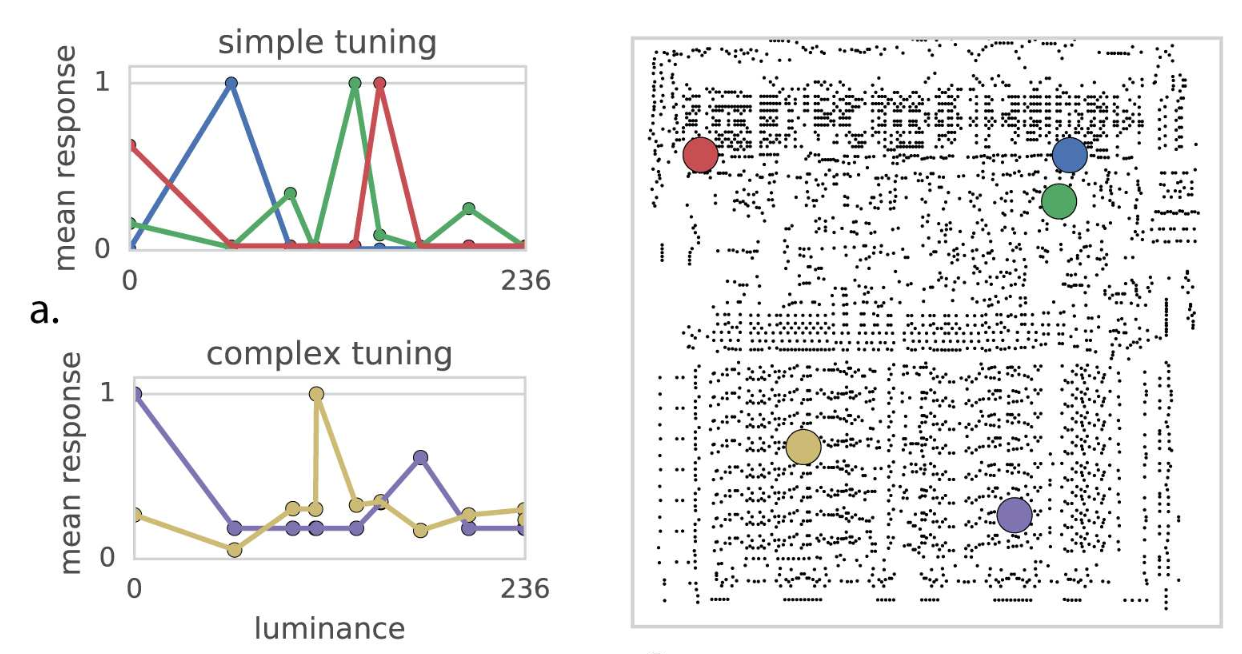 simple tuning
mean response
1
0
0
236
a.
complex tuning
mean response
1
0
0
236
luminance